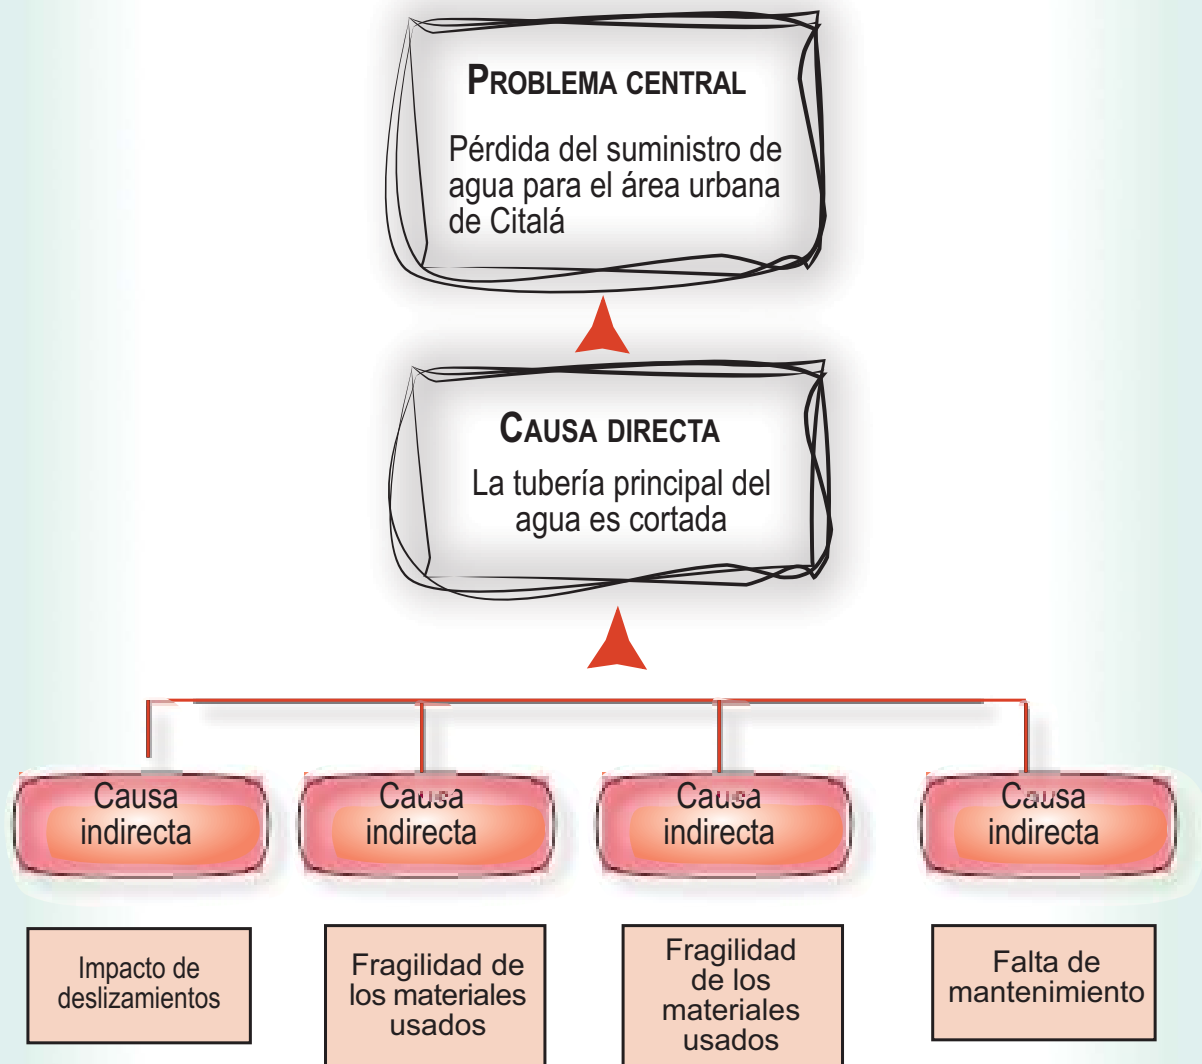 PROBLEMA CENTRAL
Pérdida del suministro de
agua para el área urbana
de Citalá
CAUSA DIRECTA
La tubería principal del
agua es cortada
Causa
indirecta
Causa
indirecta
Causa
indirecta
Causa
indirecta
Impacto de
deslizamientos
Fragilidad de
los materiales
usados
Fragilidad
de los
materiales
usados
Falta de
mantenimiento